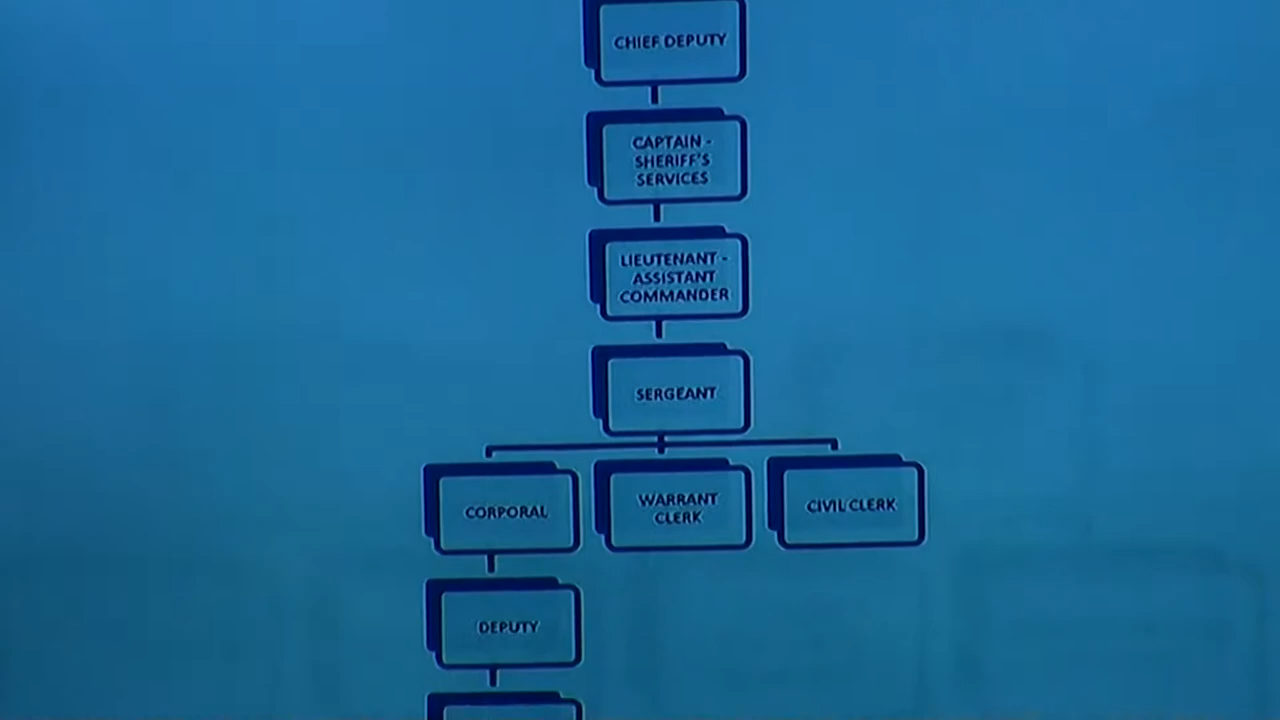 CHIEF DEPUTY
CAPTAIN -
SHERIFF'S
SERVICES
LIEUTENANT -
ASSISTANT
COMMANDER
SERGEANT
CORPORAL
WARRANT
CLERK
CIVIL CLERK
DEPUTY